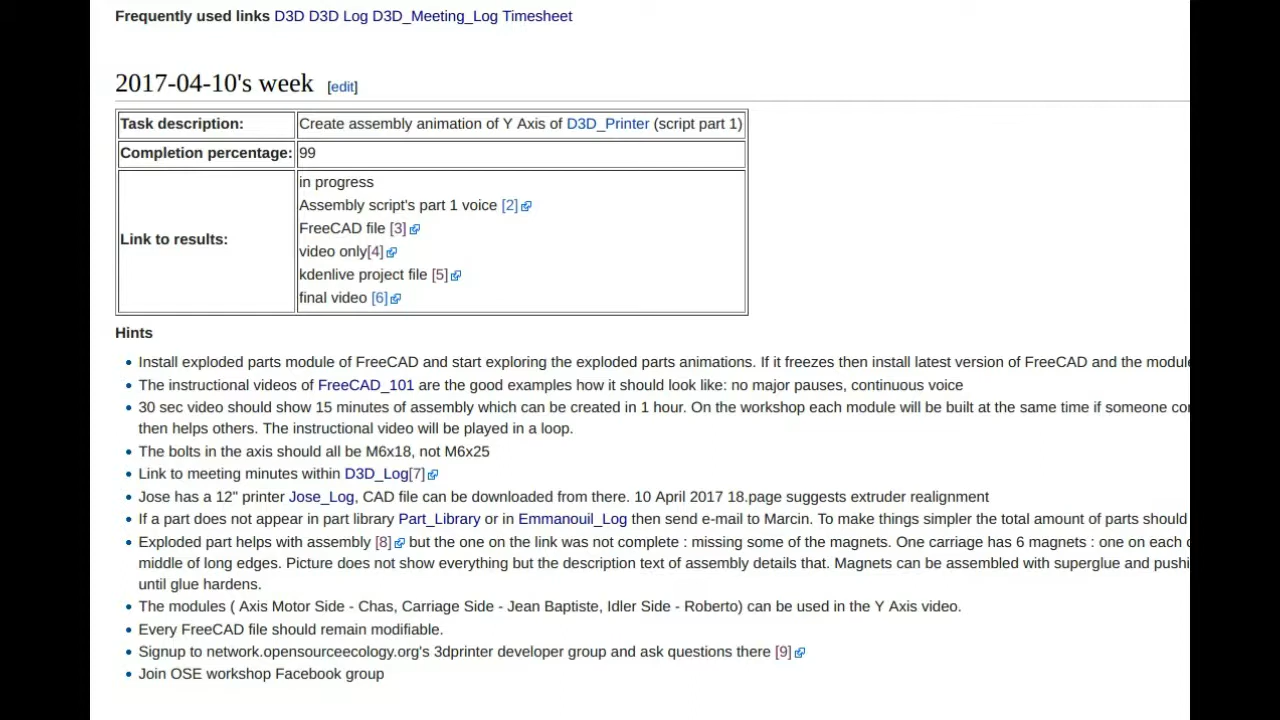 Frequently used links D3D D3D Log D3D_Meeting_Log Timesheet
2017-04-10's week [edit]
Task description: Create assembly animation of Y Axis of D3D_Printer (script part 1)
Completion percentage: 99
Link to results:
in progress
Assembly script's part 1 voice [2]
FreeCAD file [3]
video only[4]
kdenlive project file [5]
final video [6]
Hints
Install exploded parts module of FreeCAD and start exploring the exploded parts animations. If it freezes then install latest version of FreeCAD and the module
The instructional videos of FreeCAD_101 are the good examples how it should look like: no major pauses, continuous voice
30 sec video should show 15 minutes of assembly which can be created in 1 hour. On the workshop each module will be built at the same time if someone
then helps others. The instructional video will be played in a loop.
The bolts in the axis should all be M6x18, not M6x25
Link to meeting minutes within D3D_Log[7]
Jose has a 12" printer Jose_Log, CAD file can be downloaded from there. 10 April 2017 18.page suggests extruder realignment
If a part does not appear in part library Part_Library or in Emmanouil_Log then send e-mail to Marcin. To make things simpler the total amount of parts should
Exploded part helps with assembly [8] but the one on the link was not complete : missing some of the magnets. One carriage has 6 magnets : one on each
middle of long edges. Picture does not show everything but the description text of assembly details that. Magnets can be assembled with superglue and
until glue hardens.
The modules ( Axis Motor Side - Chas, Carriage Side - Jean Baptiste, Idler Side - Roberto) can be used in the Y Axis video.
Every FreeCAD file should remain modifiable.
Signup to network.opensourceecology.org's 3dprinter developer group and ask questions there [9]
Join OSE workshop Facebook group